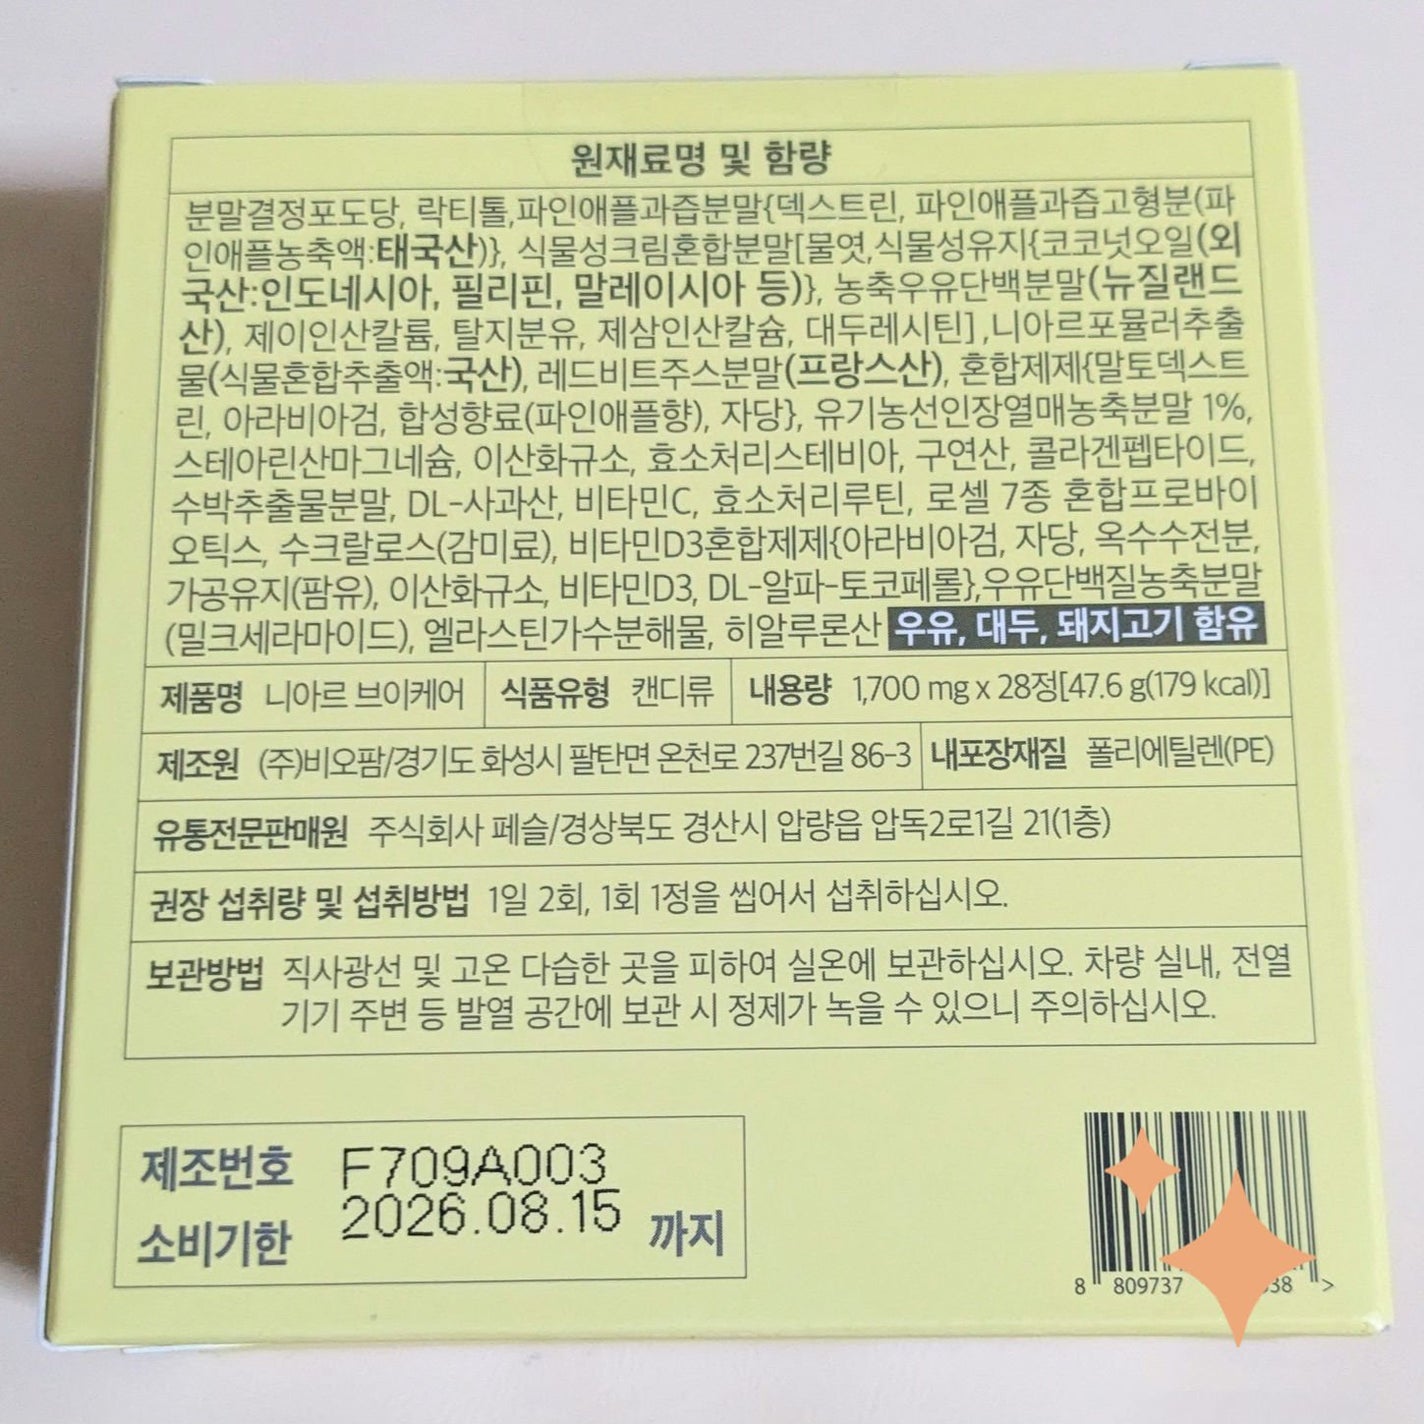 원재료명 및 함량
분말결정포도당, 락티톨,파인애플과즙분말{덱스트린, 파인애플과즙고형분(파
인애플농축액:태국산)}, 식물성크림혼합분말[물엿,식물성유지{코코넛오일(외
국산:인도네시아, 필리핀, 말레이시아 등)}, 농축우유단백분말(뉴질랜드
산), 제이인산칼륨, 탈지분유, 제삼인산칼슘, 대두레시틴] ,니아르포뮬러추출
물(식물혼합추출액:국산), 레드비트주스분말(프랑스산), 혼합제제{말토덱스트
린, 아라비아검, 합성향료(파인애플향), 자당}, 유기농선인장열매농축분말 1%,
스테아린산마그네슘, 이산화규소, 효소처리스테비아, 구연산, 콜라겐펩타이드,
수박추출물분말, DL-사과산, 비타민C, 효소처리루틴, 로셀 7종 혼합프로바이
오틱스, 수크랄로스(감미료), 비타민D3혼합제제{아라비아검, 자당, 옥수수전분,
가공유지(팜유), 이산화규소, 비타민D3, DL-알파-토코페롤},우유단백질농축분말
(밀크세라마이드), 엘라스틴가수분해물, 히알루론산 우유, 대두, 돼지고기 함유
제품명 니아르 브이케어 식품유형 캔디류 내용량 1,700 mg x 28정[47.6 g(179 kcal)]
제조원 (주)비오팜/경기도 화성시 팔탄면 온천로 237번길 86-3 내포장재질 폴리에틸렌(PE)
유통전문판매원 주식회사 페슬/경상북도 경산시 압량읍 압독2로1길 21(1층)
권장 섭취량 및 섭취방법 1일 2회, 1회 1정을 씹어서 섭취하십시오.
보관방법 직사광선 및 고온 다습한 곳을 피하여 실온에 보관하십시오. 차량 실내, 전열
기기 주변 등 발열 공간에 보관 시 정제가 녹을 수 있으니 주의하십시오.
제조번호 F709A003
소비기한 2026.08.15 까지
8 809737 38 >